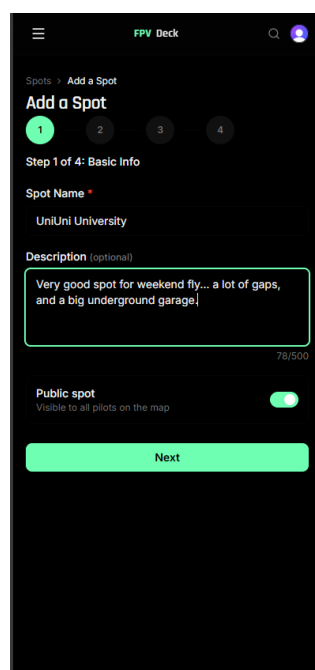 FPV Deck
Spots > Add a Spot
Add a Spot
1 2 3 4
Step 1 of 4: Basic Info
Spot Name *
UniUni University
Description (optional)
Very good spot for weekend fly... a lot of gaps,
and a big underground garage.
78/500
Public spot
Visible to all pilots on the map
Next